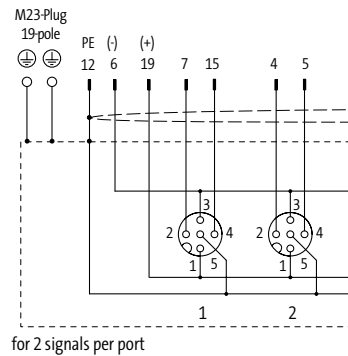 M23-Plug
19-pole
PE (-) (+)
12 6 19 7 15 4 5
3 3
2 4 2 4
1 5 1 5
1 2
for 2 signals per port